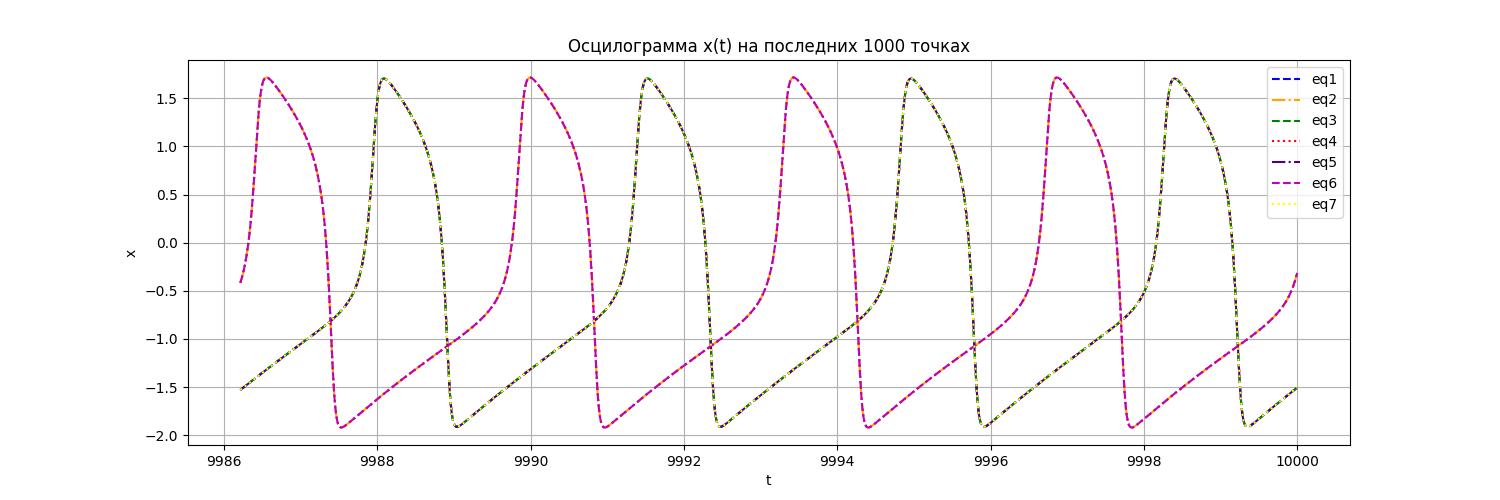 Осцилограмма x(t) на последних 1000 точках
x
1.5
1.0
0.5
0.0
−0.5
−1.0
−1.5
−2.0
eq1
eq2
eq3
eq4
eq5
eq6
eq7
9986
9988
9990
9992
9994
9996
9998
10000
t